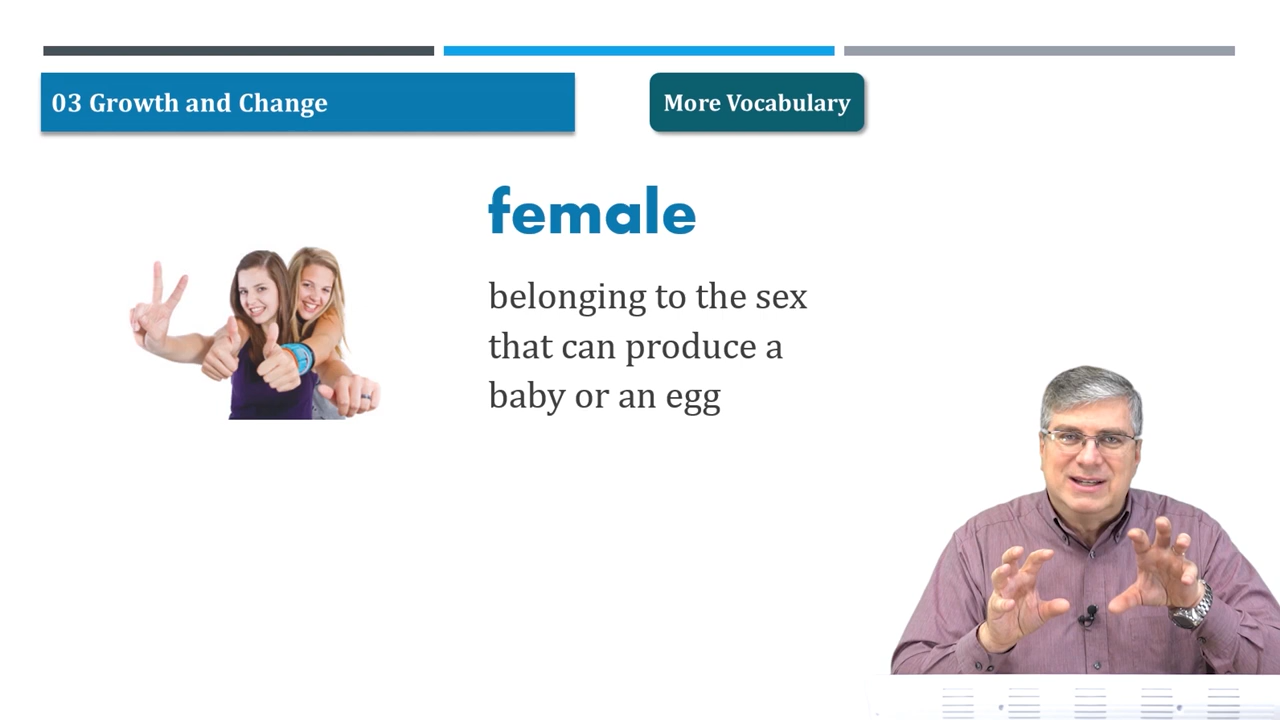 03 Growth and Change
More Vocabulary
female
belonging to the sex
that can produce a
baby or an egg